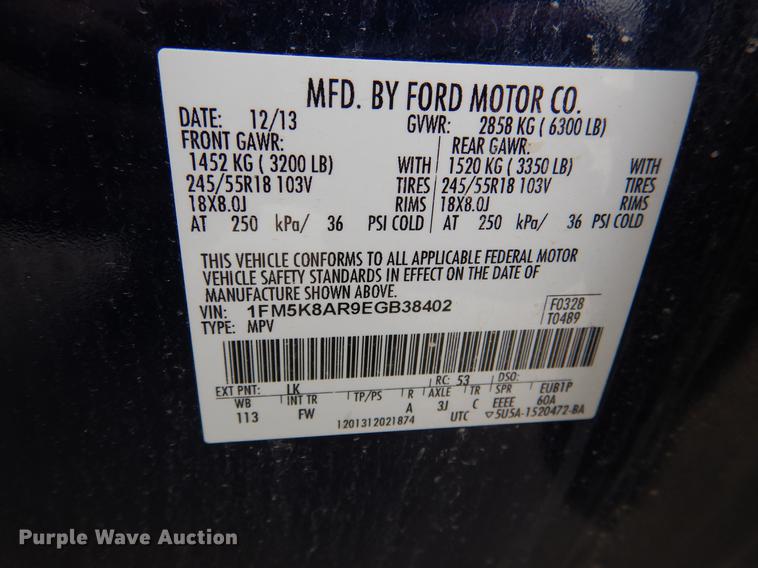 MFD. BY FORD MOTOR CO.
DATE: 12/13 GVWR: 2858 KG ( 6300 LB)
FRONT GAWR: REAR GAWR:
1452 KG ( 3200 LB) WITH 1520 KG ( 3350 LB) WITH
245/55R18 103V TIRES 245/55R18 103V TIRES
18X8.0J RIMS 18X8.0J RIMS
AT 250 kPa/ 36 PSI COLD AT 250 kPa/ 36 PSI COLD
THIS VEHICLE CONFORMS TO ALL APPLICABLE FEDERAL MOTOR
VEHICLE SAFETY STANDARDS IN EFFECT ON THE DATE OF
MANUFACTURE SHOWN ABOVE.
VIN: 1FM5K8AR9EGB38402 F0328
TYPE: MPV T0489
EXT PNT: LK RC: 53 DSO:
WB INT TR TP/PS R AXLE TR SPR EUB1P
113 FW A 3J C EEEE 60A
1201312021874 UTC ▽5U5A-1520472-BA
Purple Wave Auction